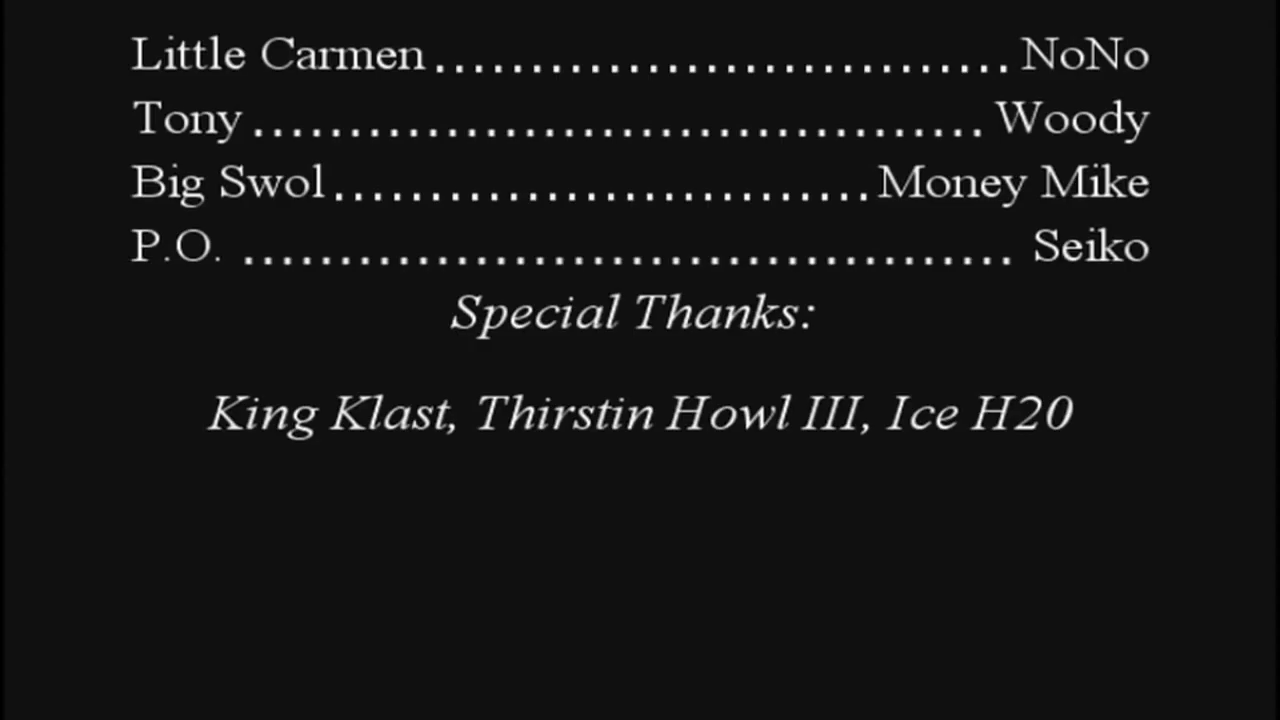 Little Carmen..............................NoNo
Tony......................................Woody
Big Swol............................Money Mike
P.O. ........................................ Seiko
Special Thanks:
King Klast, Thirstin Howl III, Ice H20